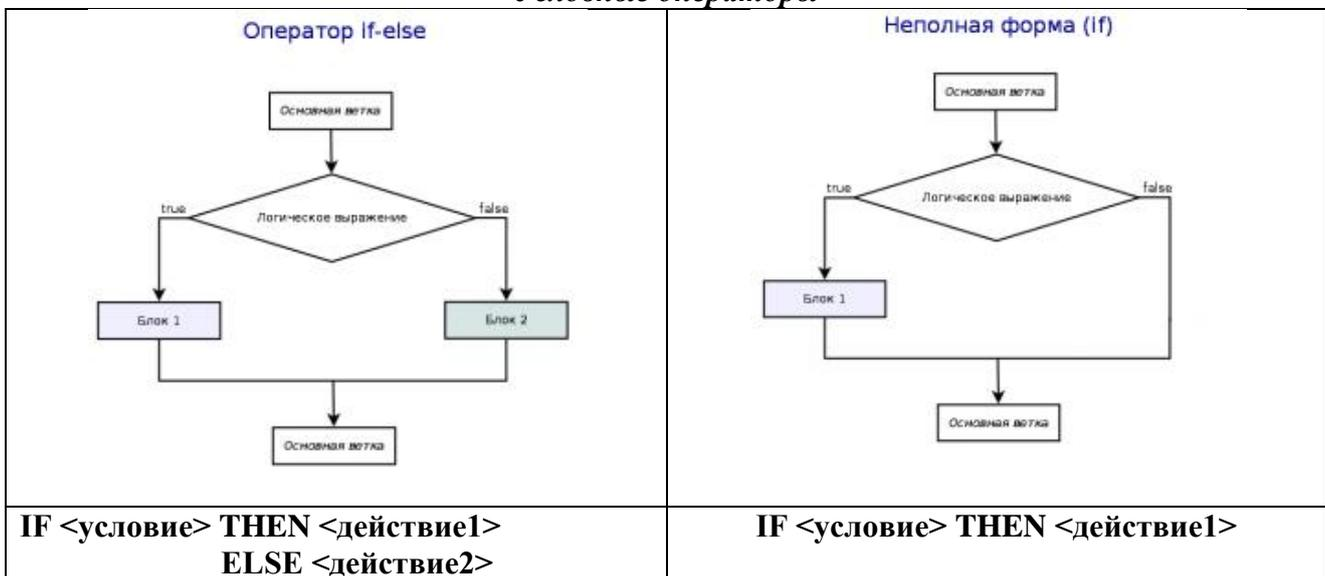 Оператор if-else
Основная ветка
true
Логическое выражение
false
Блок 1
Блок 2
Основная ветка
IF <условие> THEN <действие1>
ELSE <действие2>
Неполная форма (if)
Основная ветка
true
Логическое выражение
false
Блок 1
Основная ветка
IF <условие> THEN <действие1>